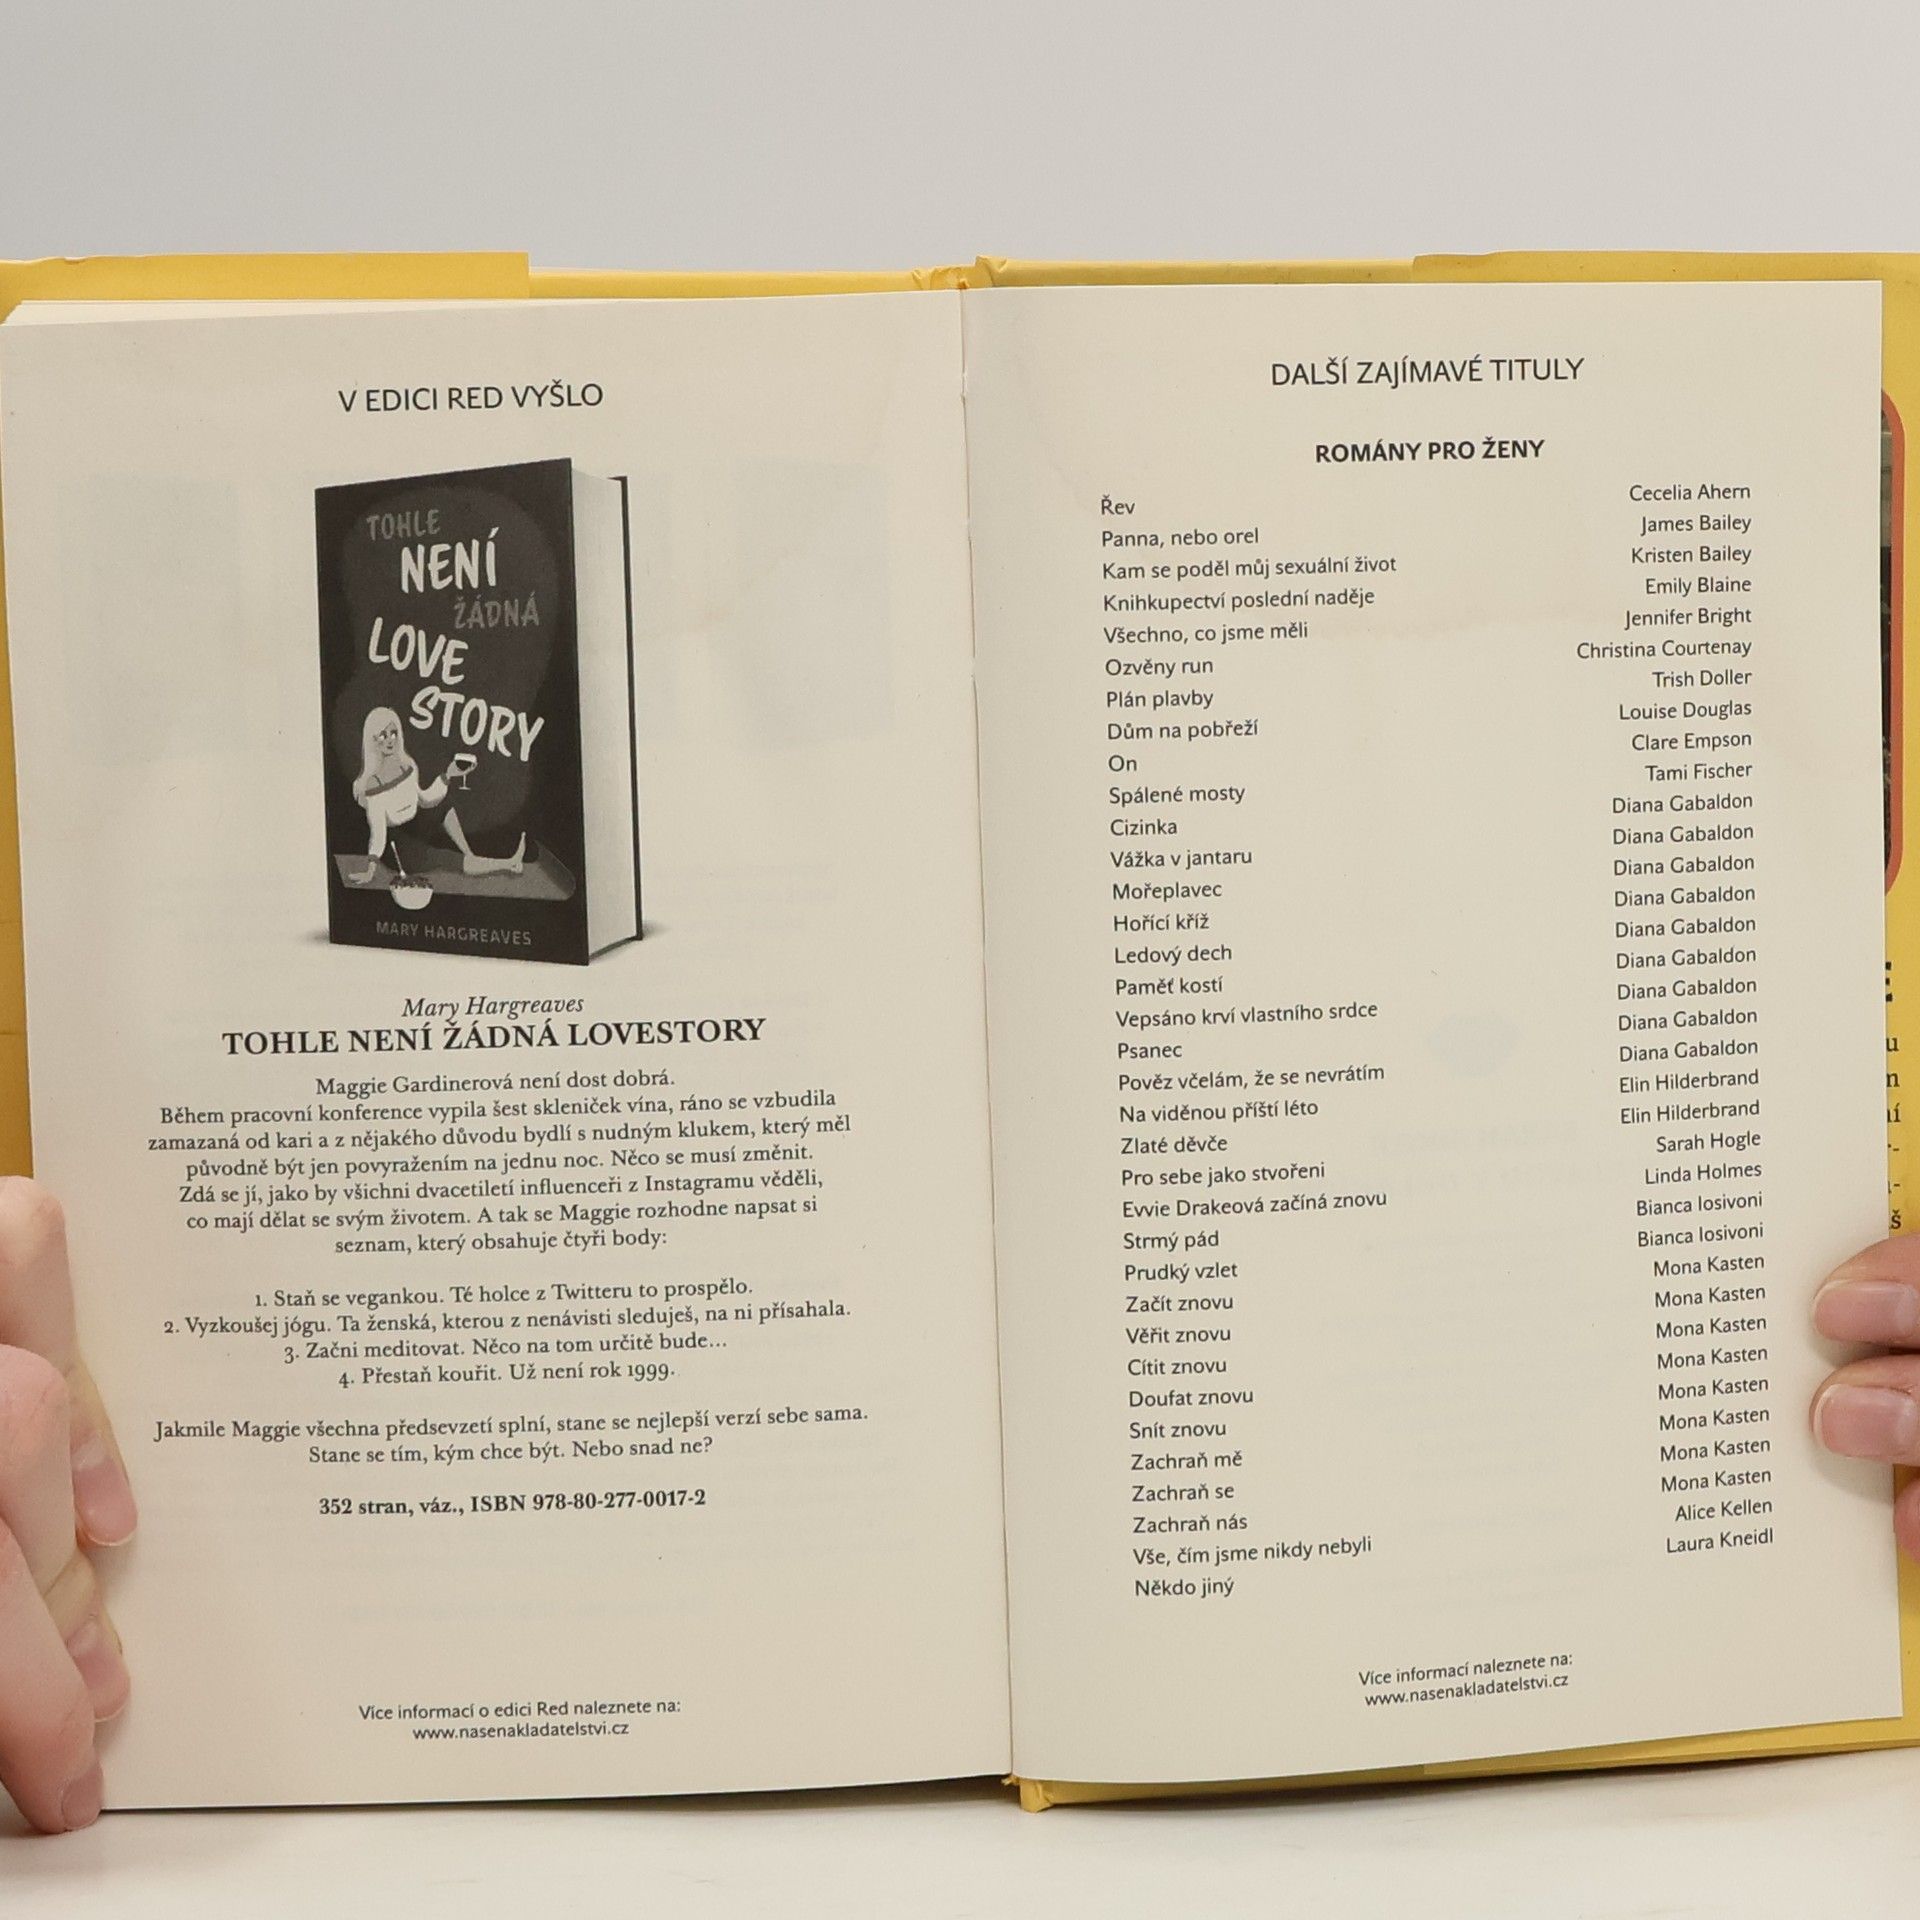 V EDICI RED VYŠLO
TOHLE
NENÍ
ŽÁDNÁ
LOVE
STORY
MARY HARGREAVES
Mary Hargreaves
TOHLE NENÍ ŽÁDNÁ LOVESTORY
Maggie Gardinerová není dost dobrá.
Během pracovní konference vypila šest skleniček vína, ráno se vzbudila
zamazaná od kari a z nějakého důvodu bydlí s nudným klukem, který měl
původně být jen povyražením na jednu noc. Něco se musí změnit.
Zdá se jí, jako by všichni dvacetiletí influenceři z Instagramu věděli,
co mají dělat se svým životem. A tak se Maggie rozhodne napsat si
seznam, který obsahuje čtyři body:
1. Staň se vegankou. Té holce z Twitteru to prospělo.
2. Vyzkoušej jógu. Ta ženská, kterou z nenávisti sleduješ, na ni přísahala.
3. Začni meditovat. Něco na tom určitě bude...
4. Přestaň kouřit. Už není rok 1999.
Jakmile Maggie všechna předsevzetí splní, stane se nejlepší verzí sebe sama.
Stane se tím, kým chce být. Nebo snad ne?
352 stran, váz., ISBN 978-80-277-0017-2
Více informací o edici Red naleznete na:
www.nasenakladatelstvi.cz
DALŠÍ ZAJÍMAVÉ TITULY
ROMÁNY PRO ŽENY
Řev Cecelia Ahern
Panna, nebo orel James Bailey
Kam se poděl můj sexuální život Kristen Bailey
Knihkupectví poslední naděje Emily Blaine
Všechno, co jsme měli Jennifer Bright
Ozvěny run Christina Courtenay
Plán plavby Trish Doller
Dům na pobřeží Louise Douglas
On Clare Empson
Spálené mosty Tami Fischer
Cizinka Diana Gabaldon
Vážka v jantaru Diana Gabaldon
Mořeplavec Diana Gabaldon
Hořící kříž Diana Gabaldon
Ledový dech Diana Gabaldon
Paměť kostí Diana Gabaldon
Vepsáno krví vlastního srdce Diana Gabaldon
Psanec Diana Gabaldon
Pověz včelám, že se nevrátím Diana Gabaldon
Na viděnou příští léto Elin Hilderbrand
Zlaté děvče Elin Hilderbrand
Pro sebe jako stvořeni Sarah Hogle
Evvie Drakeová začíná znovu Linda Holmes
Strmý pád Bianca Iosivoni
Prudký vzlet Bianca Iosivoni
Začít znovu Mona Kasten
Věřit znovu Mona Kasten
Cítit znovu Mona Kasten
Doufat znovu Mona Kasten
Snít znovu Mona Kasten
Zachraň mě Mona Kasten
Zachraň se Mona Kasten
Zachraň nás Mona Kasten
Vše, čím jsme nikdy nebyli Alice Kellen
Někdo jiný Laura Kneidl
Více informací naleznete na:
www.nasenakladatelstvi.cz